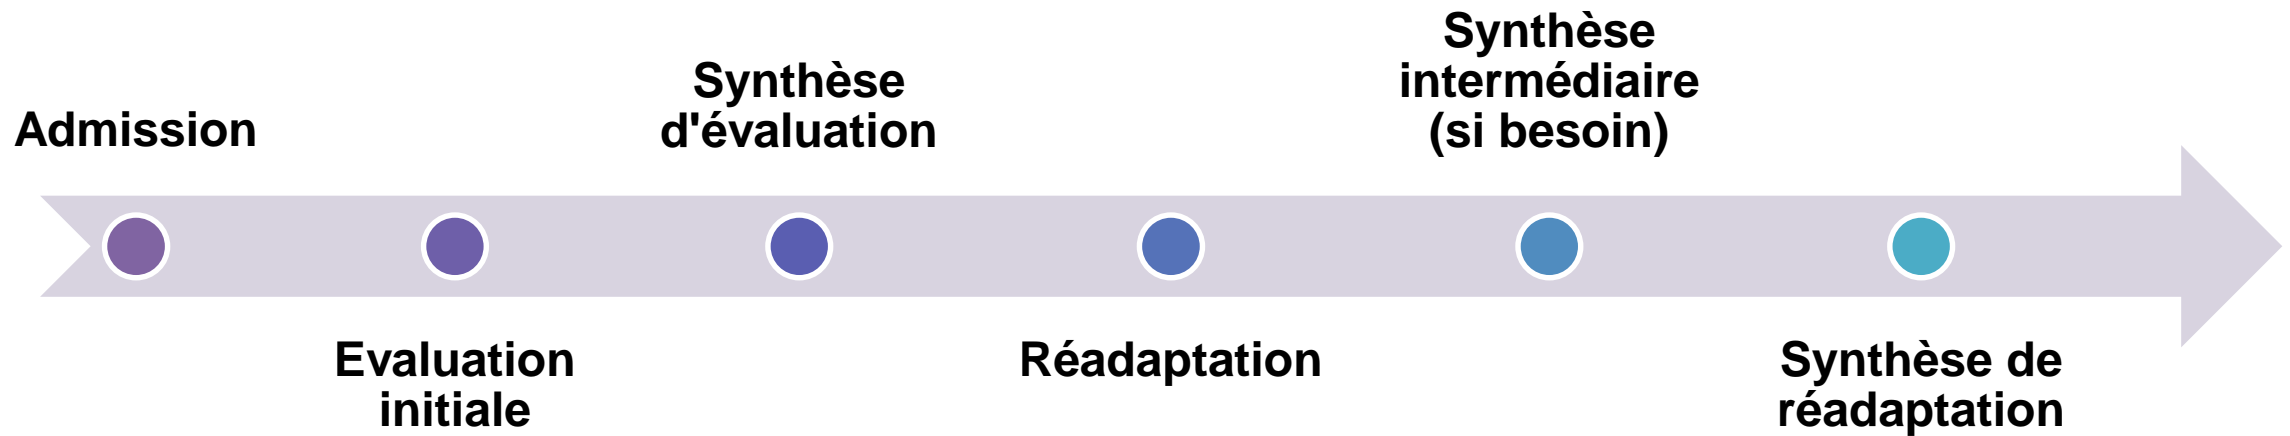 Admission
Evaluation
initiale
Synthèse
d'évaluation
Réadaptation
Synthèse
intermédiaire
(si besoin)
Synthèse de
réadaptation